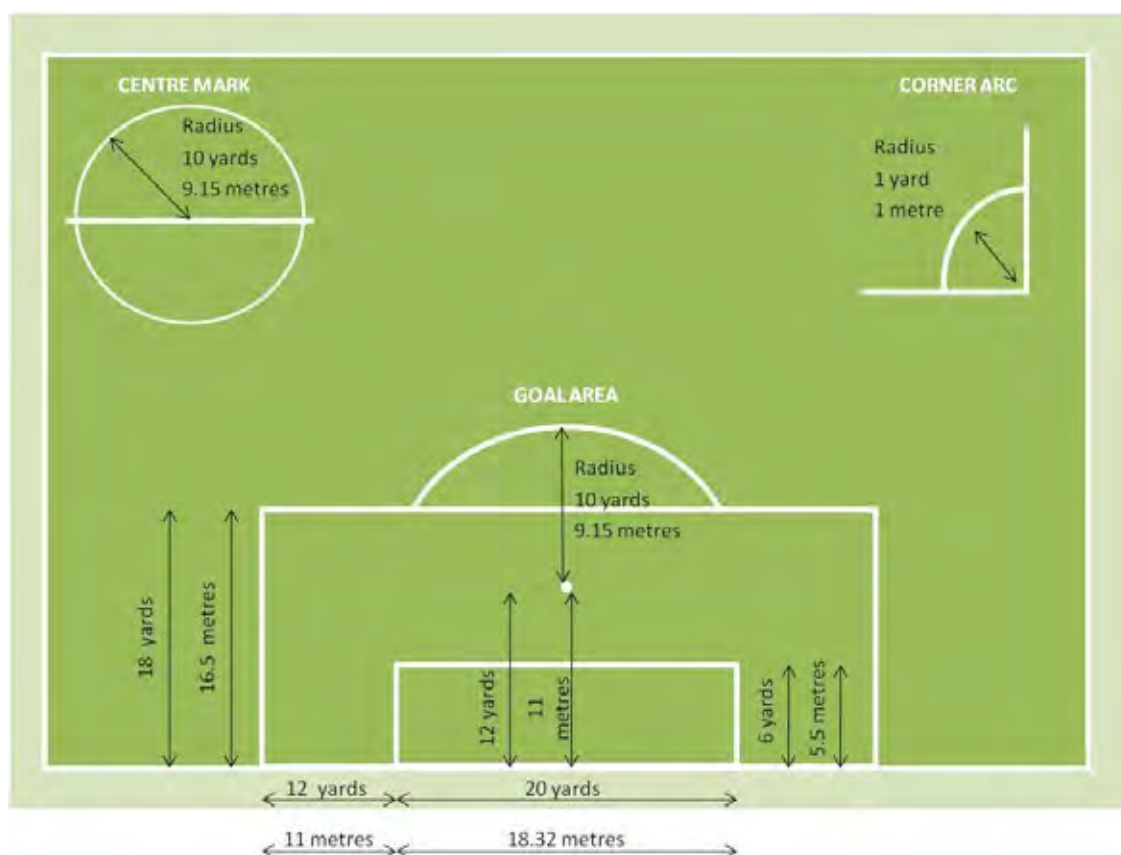 CENTRE MARK
Radius
10 yards
9.15 metres
CORNER ARC
Radius
1 yard
1 metre
GOAL AREA
Radius
10 yards
9.15 metres
18 yards
16.5 metres
12 yards
11
metres
6 yards
5.5 metres
12 yards
20 yards
11 metres
18.32 metres